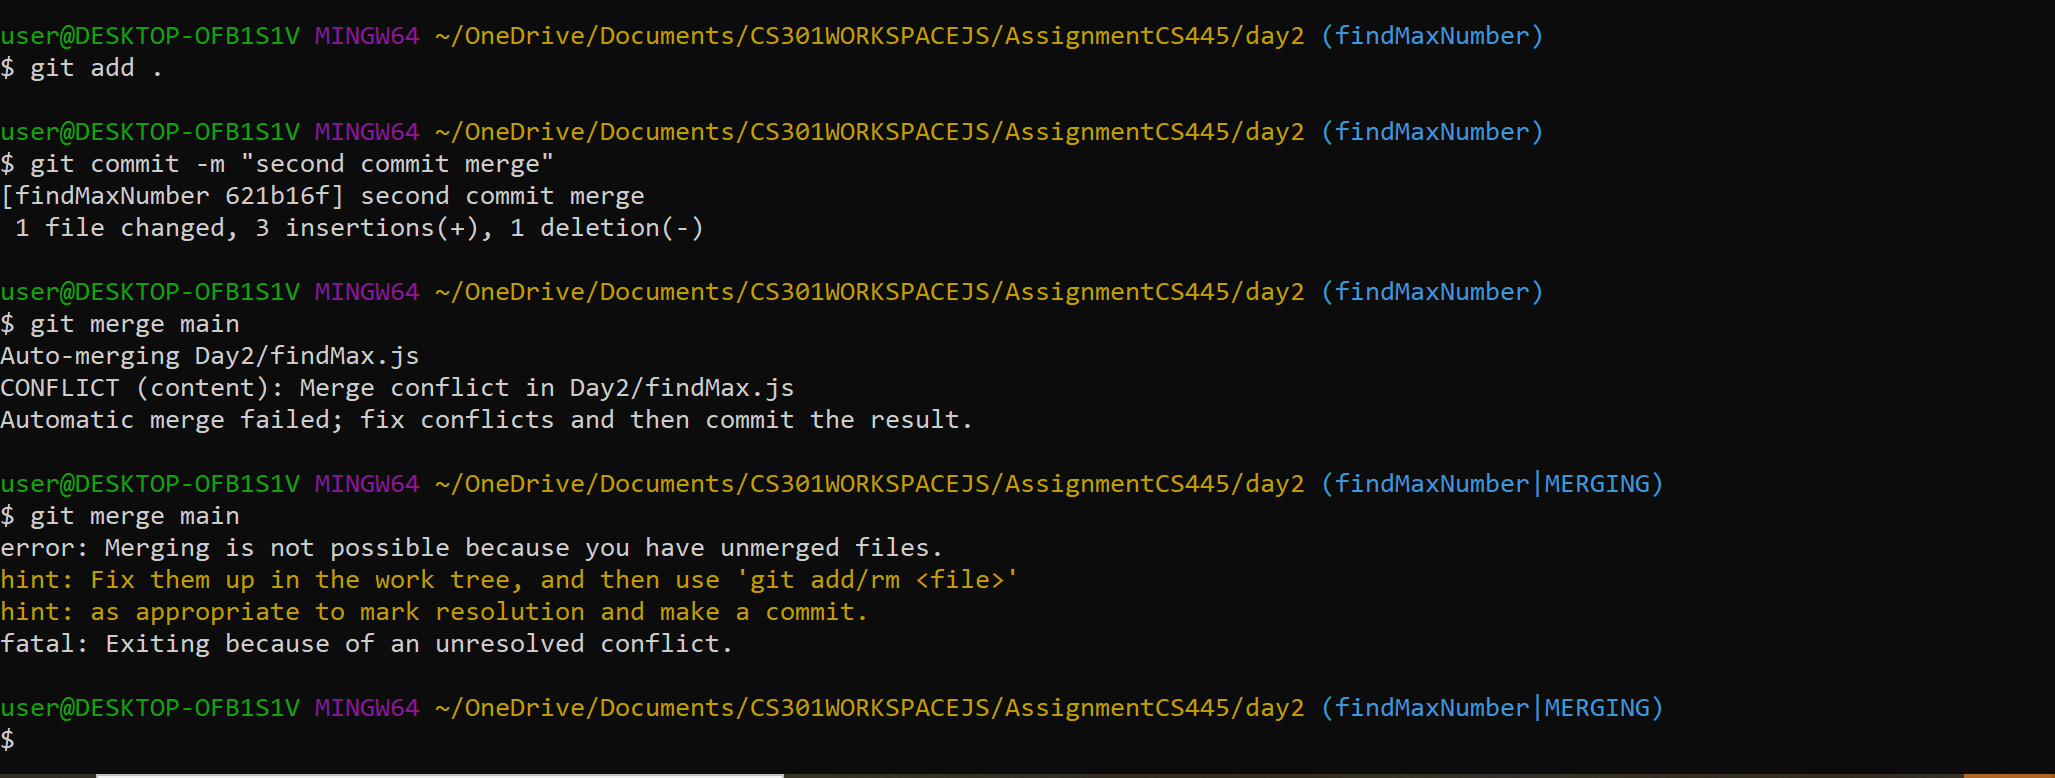 user@DESKTOP-OFB1S1V MINGW64 ~/OneDrive/Documents/CS301WORKSPACEJS/AssignmentCS445/day2 (findMaxNumber)
$ git add .
user@DESKTOP-OFB1S1V MINGW64 ~/OneDrive/Documents/CS301WORKSPACEJS/AssignmentCS445/day2 (findMaxNumber)
$ git commit -m "second commit merge"
[findMaxNumber 621b16f] second commit merge
 1 file changed, 3 insertions(+), 1 deletion(-)
user@DESKTOP-OFB1S1V MINGW64 ~/OneDrive/Documents/CS301WORKSPACEJS/AssignmentCS445/day2 (findMaxNumber)
$ git merge main
Auto-merging Day2/findMax.js
CONFLICT (content): Merge conflict in Day2/findMax.js
Automatic merge failed; fix conflicts and then commit the result.
user@DESKTOP-OFB1S1V MINGW64 ~/OneDrive/Documents/CS301WORKSPACEJS/AssignmentCS445/day2 (findMaxNumber|MERGING)
$ git merge main
error: Merging is not possible because you have unmerged files.
hint: Fix them up in the work tree, and then use 'git add/rm <file>'
hint: as appropriate to mark resolution and make a commit.
fatal: Exiting because of an unresolved conflict.
user@DESKTOP-OFB1S1V MINGW64 ~/OneDrive/Documents/CS301WORKSPACEJS/AssignmentCS445/day2 (findMaxNumber|MERGING)
$